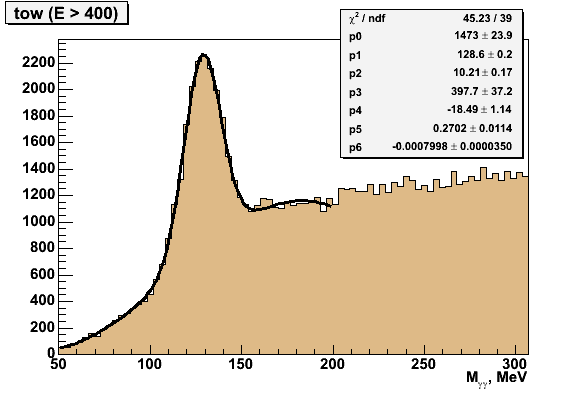 tow (E > 400)
χ² / ndf 45.23 / 39
p0 1473 ± 23.9
p1 128.6 ± 0.2
p2 10.21 ± 0.17
p3 397.7 ± 37.2
p4 -18.49 ± 1.14
p5 0.2702 ± 0.0114
p6 -0.0007998 ± 0.0000350
2200
2000
1800
1600
1400
1200
1000
800
600
400
200
0
50 100 150 200 250 300
Mγγ, MeV